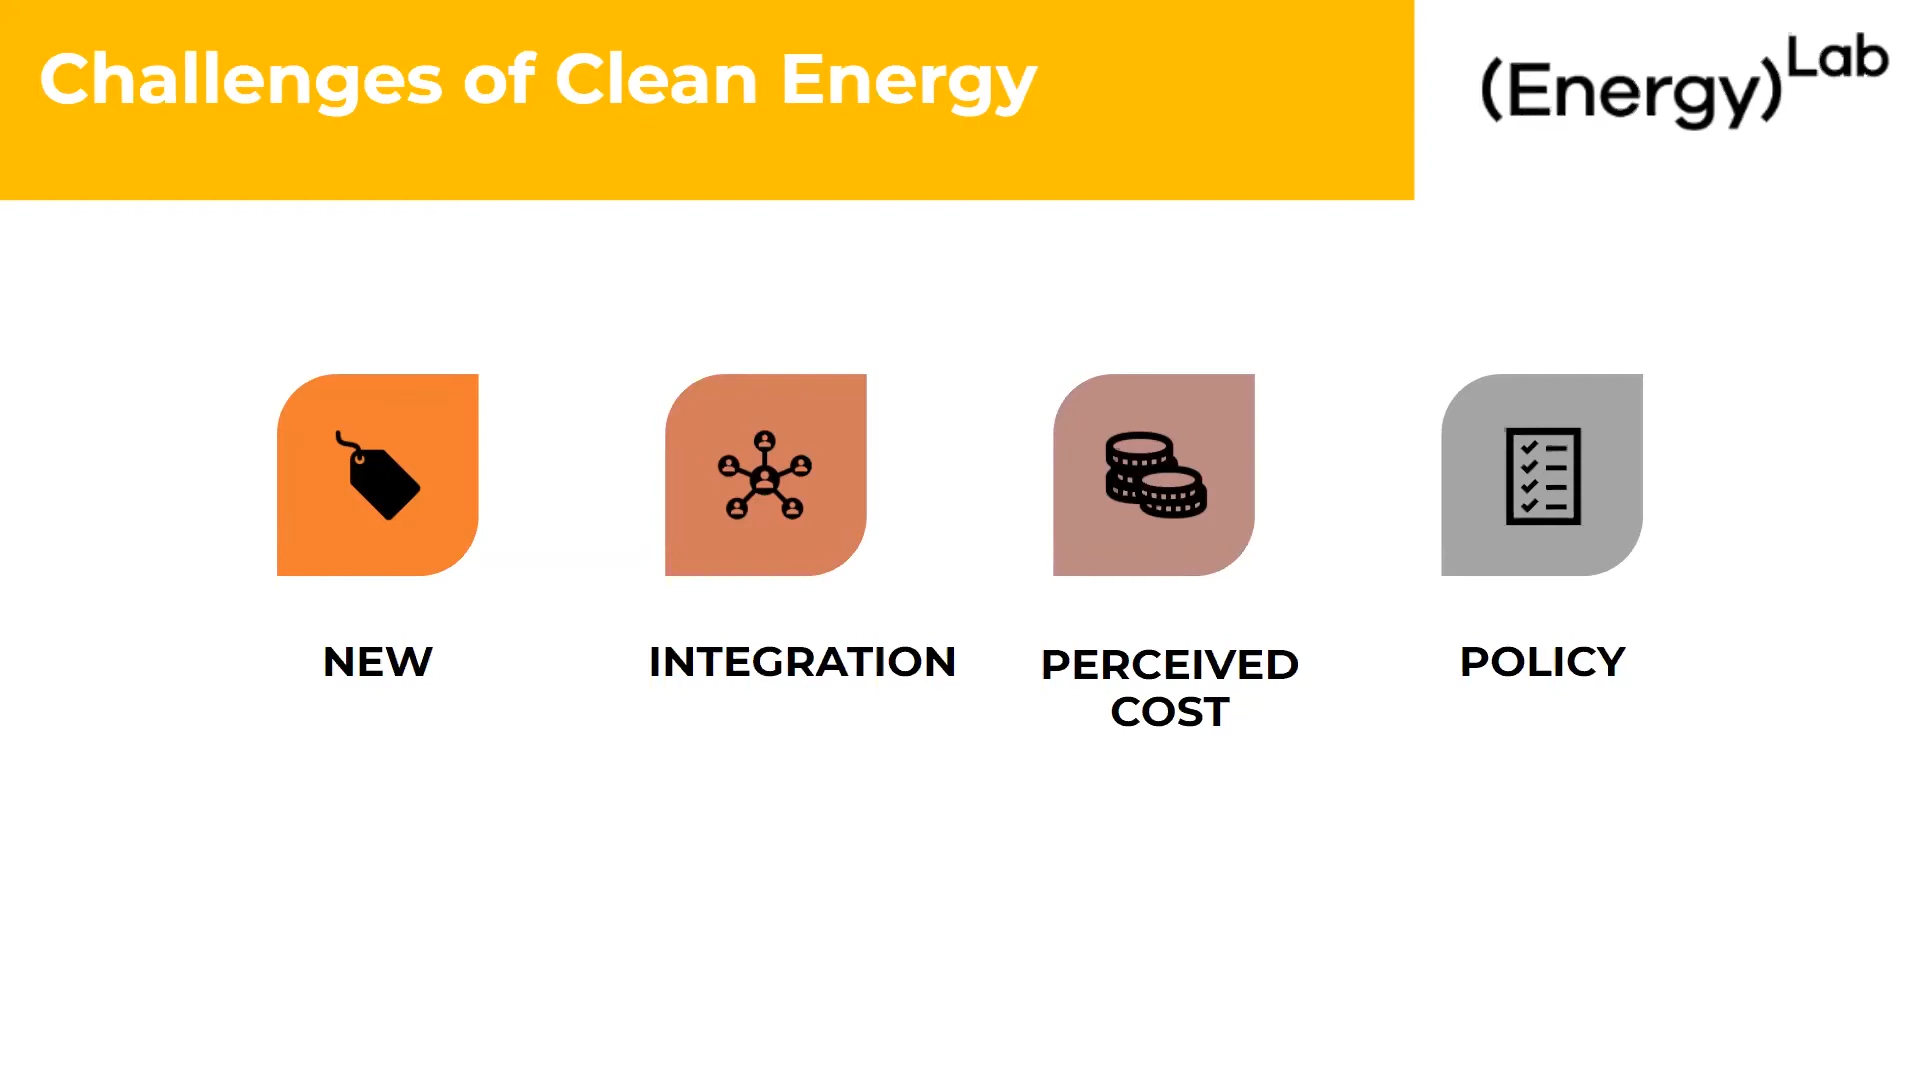 Challenges of Clean Energy
(Energy)Lab
NEW
INTEGRATION
PERCEIVED
COST
POLICY